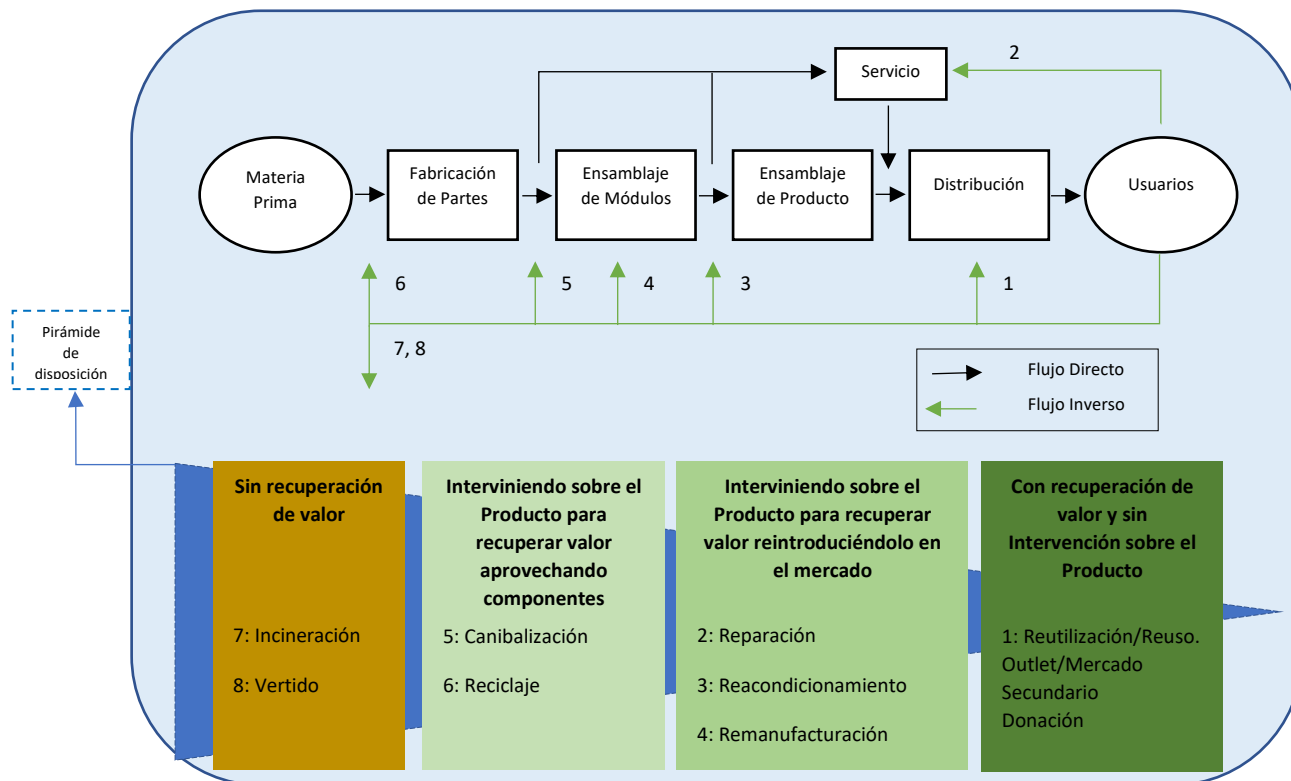 2
Servicio
Materia
Prima
Fabricación
de Partes
Ensamblaje
de Módulos
Ensamblaje
de Producto
Distribución
Usuarios
6
5
4
3
1
7, 8
Pirámide
de
disposición
Flujo Directo
Flujo Inverso
Sin recuperación
de valor
7: Incineración
8: Vertido
Interviniendo sobre el
Producto para
recuperar valor
aprovechando
componentes
5: Canibalización
6: Reciclaje
Interviniendo sobre el
Producto para recuperar
valor reintroduciéndolo en
el mercado
2: Reparación
3: Reacondicionamiento
4: Remanufacturación
Con recuperación de
valor y sin
Intervención sobre el
Producto
1: Reutilización/Reuso.
Outlet/Mercado
Secundario
Donación